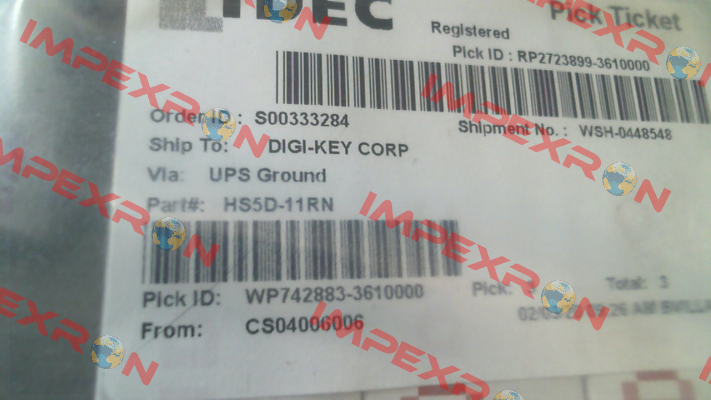 IDEC
Pick Ticket
Registered
Pick ID : RP2723899-3610000
Order ID : S00333284
Shipment No. : WSH-0448548
Ship To: DIGI-KEY CORP
Via: UPS Ground
Part#: HS5D-11RN
Pick ID: WP742883-3610000
Pick:
Total: 3
From: CS04006006
IMPEXRON
IMPEXRON
IMPEXRON
IMPEXRON
IMPEXRON